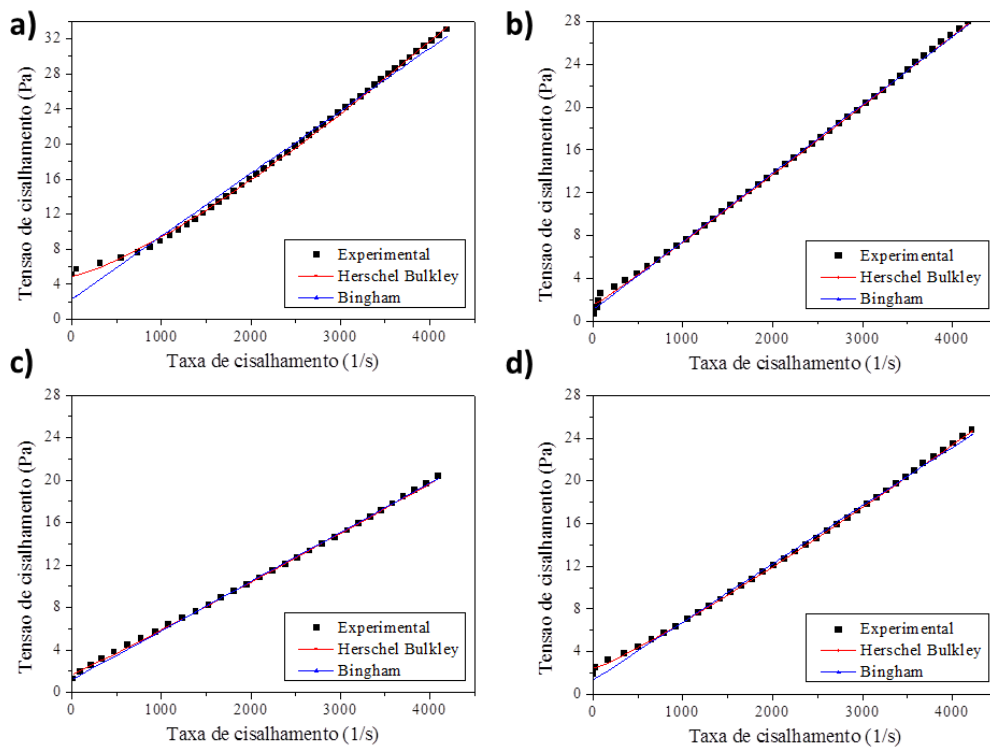 a)
32
28
24
20
16
12
8
4
0
Tensao de cisalhamento (Pa)
Experimental
Herschel Bulkley
Bingham
0 1000 2000 3000 4000
Taxa de cisalhamento (1/s)
b)
28
24
20
16
12
8
4
0
Tensao de cisalhamento (Pa)
Experimental
Herschel Bulkley
Bingham
0 1000 2000 3000 4000
Taxa de cisalhamento (1/s)
c)
28
24
20
16
12
8
4
0
Tensao de cisalhamento (Pa)
Experimental
Herschel Bulkley
Bingham
0 1000 2000 3000 4000
Taxa de cisalhamento (1/s)
d)
28
24
20
16
12
8
4
0
Tensao de cisalhamento (Pa)
Experimental
Herschel Bulkley
Bingham
0 1000 2000 3000 4000
Taxa de cisalhamento (1/s)